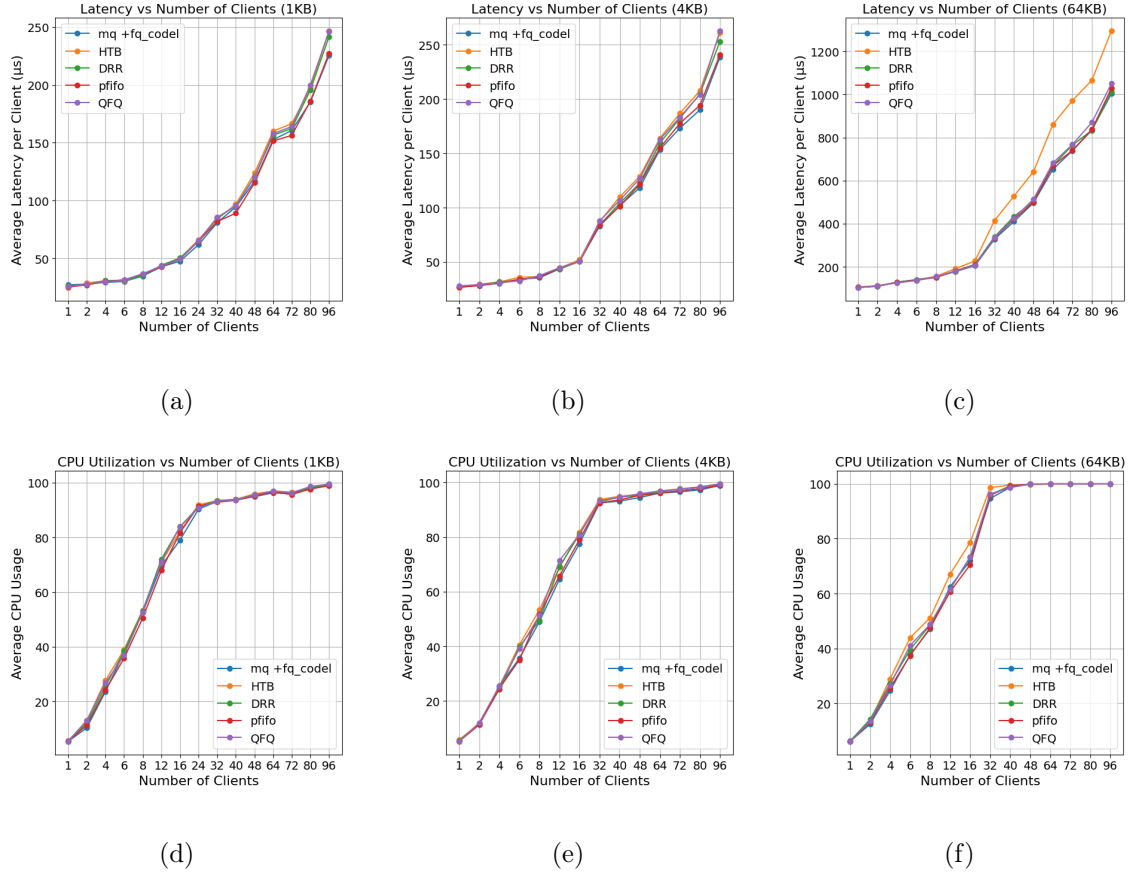 Latency vs Number of Clients (1KB)
Average Latency per Client (µs)
250
200
150
100
50
mq +fq_codel
HTB
DRR
pfifo
QFQ
1 2 4 6 8 12 16 24 32 40 48 64 72 80 96
Number of Clients
(a)
Latency vs Number of Clients (4KB)
Average Latency per Client (µs)
250
200
150
100
50
mq +fq_codel
HTB
DRR
pfifo
QFQ
1 2 4 6 8 12 16 32 40 48 64 72 80 96
Number of Clients
(b)
Latency vs Number of Clients (64KB)
Average Latency per Client (µs)
1200
1000
800
600
400
200
mq +fq_codel
HTB
DRR
pfifo
QFQ
1 2 4 6 8 12 16 32 40 48 64 72 80 96
Number of Clients
(c)
CPU Utilization vs Number of Clients (1KB)
Average CPU Usage
100
80
60
40
20
mq +fq_codel
HTB
DRR
pfifo
QFQ
1 2 4 6 8 12 16 24 32 40 48 64 72 80 96
Number of Clients
(d)
CPU Utilization vs Number of Clients (4KB)
Average CPU Usage
100
80
60
40
20
mq +fq_codel
HTB
DRR
pfifo
QFQ
1 2 4 6 8 12 16 32 40 48 64 72 80 96
Number of Clients
(e)
CPU Utilization vs Number of Clients (64KB)
Average CPU Usage
100
80
60
40
20
mq +fq_codel
HTB
DRR
pfifo
QFQ
1 2 4 6 8 12 16 32 40 48 64 72 80 96
Number of Clients
(f)